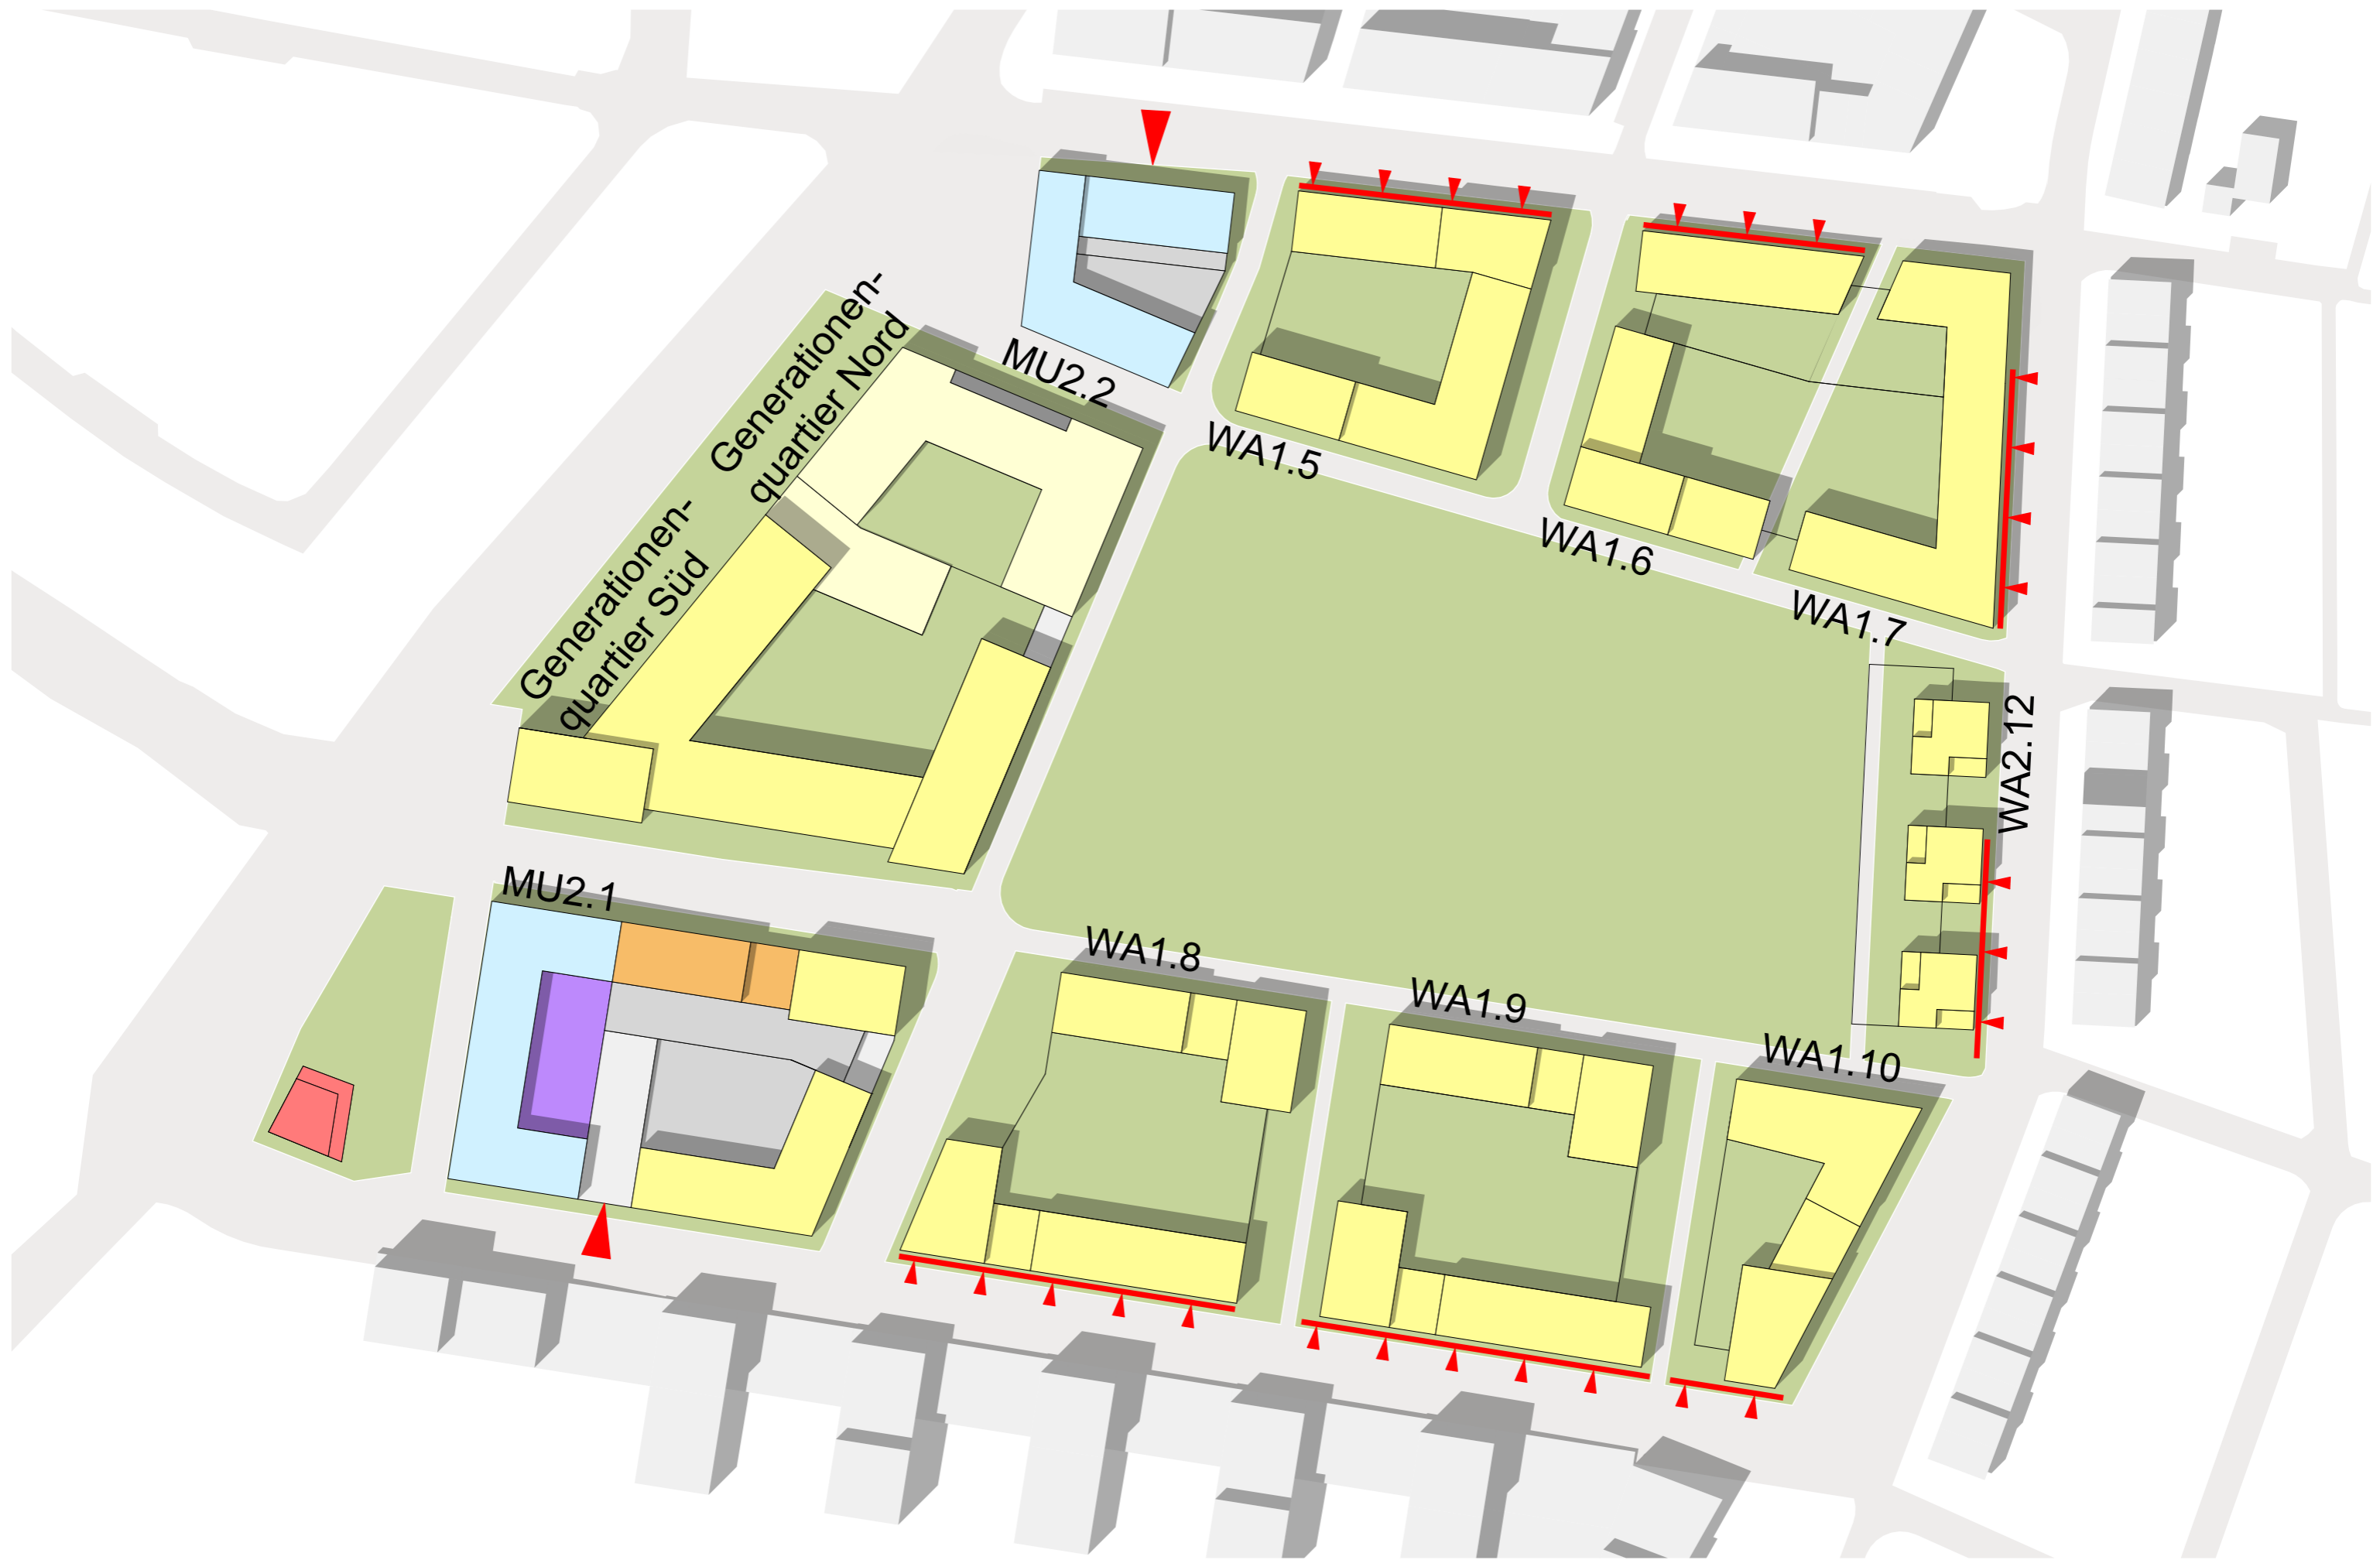 Generationen-
quartier Nord
MU2.2
WA1.5
WA1.6
WA1.7
Generationen-
quartier Süd
WA2.12
MU2.1
WA1.8
WA1.9
WA1.10